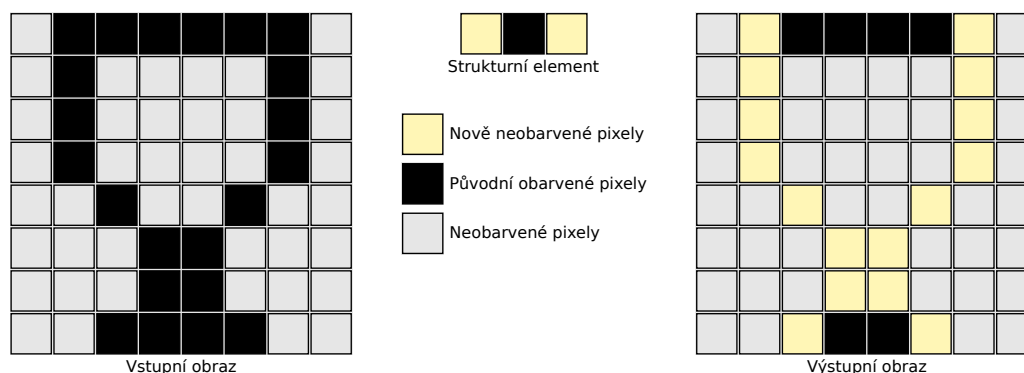 Strukturní element
Nově neobarvené pixely
Původní obarvené pixely
Neobarvené pixely
Vstupní obraz
Výstupní obraz